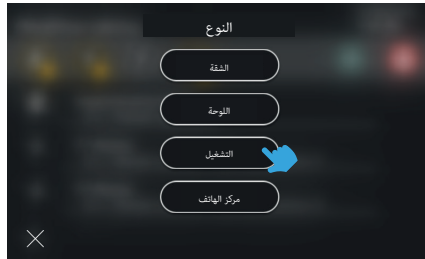 النوع
الشقة
اللوحة
التشغيل
مركز الهاتف